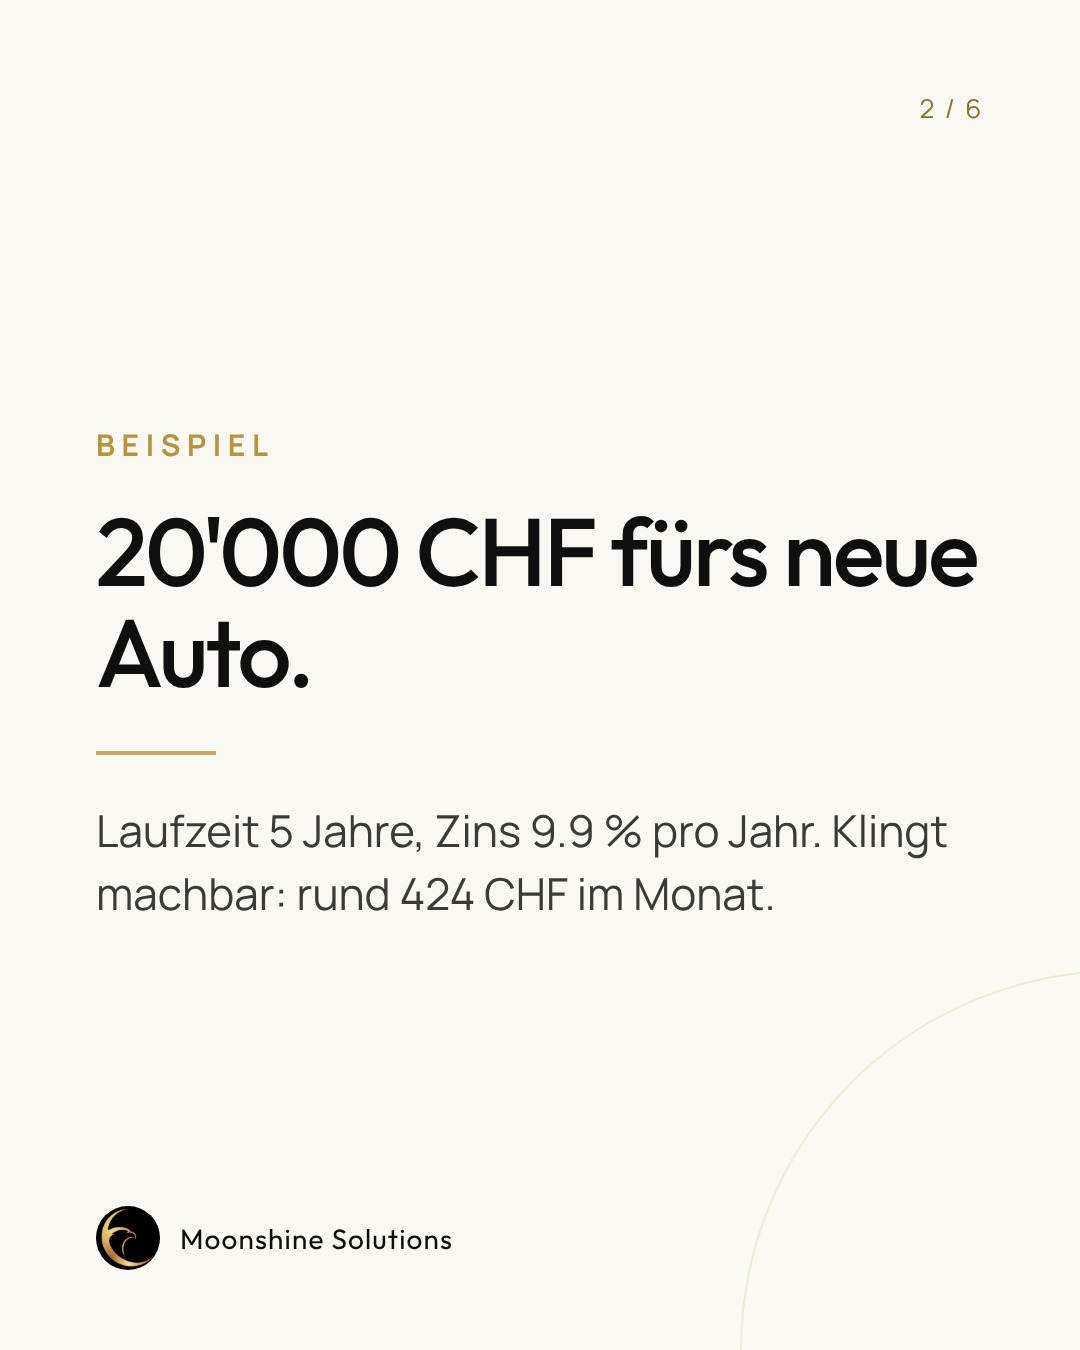 2 / 6
BEISPIEL
20'000 CHF fürs neue
Auto.
Laufzeit 5 Jahre, Zins 9.9 % pro Jahr. Klingt
machbar: rund 424 CHF im Monat.
Moonshine Solutions